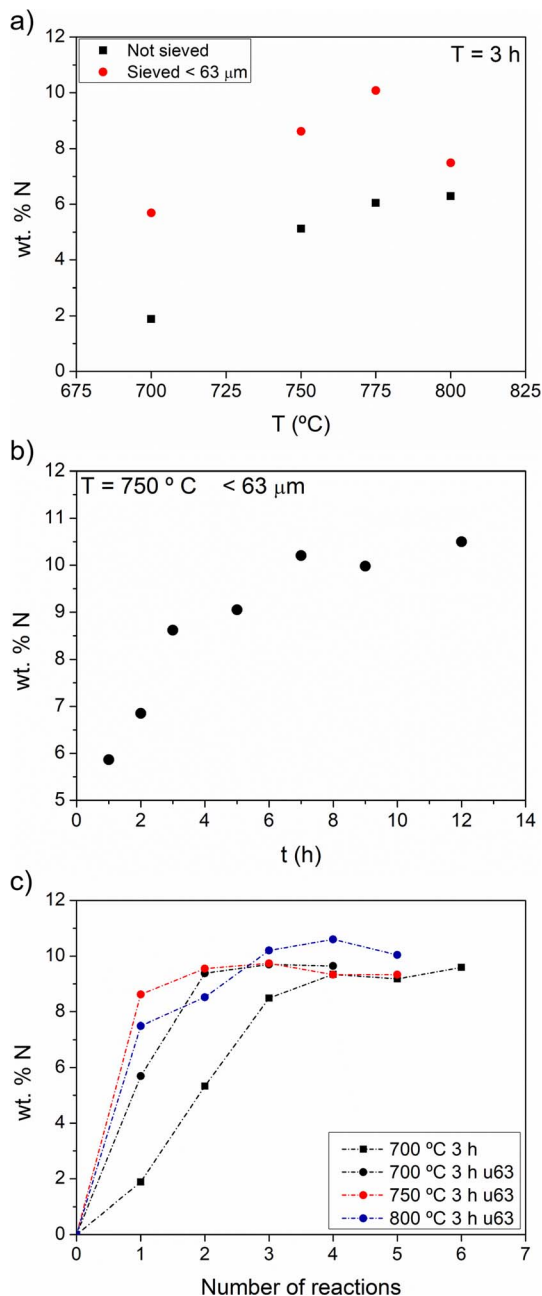 a)
12
10
8
6
4
2
0
Not sieved
Sieved < 63 μm
T = 3 h
wt. % N
675 700 725 750 775 800 825
T (ºC)
b)
12
11
10
9
8
7
6
5
T = 750 º C < 63 μm
wt. % N
0 2 4 6 8 10 12 14
t (h)
c)
12
10
8
6
4
2
0
wt. % N
700 ºC 3 h
700 ºC 3 h u63
750 ºC 3 h u63
800 ºC 3 h u63
0 1 2 3 4 5 6 7
Number of reactions